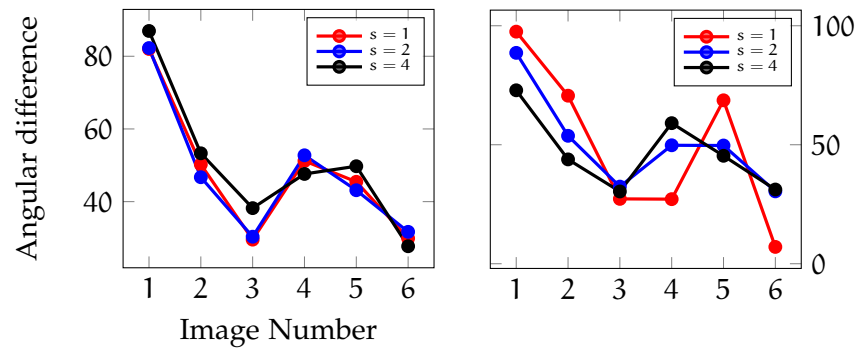 Angular difference
80
60
40
s = 1
s = 2
s = 4
1 2 3 4 5 6
Image Number
s = 1
s = 2
s = 4
100
50
0
1 2 3 4 5 6